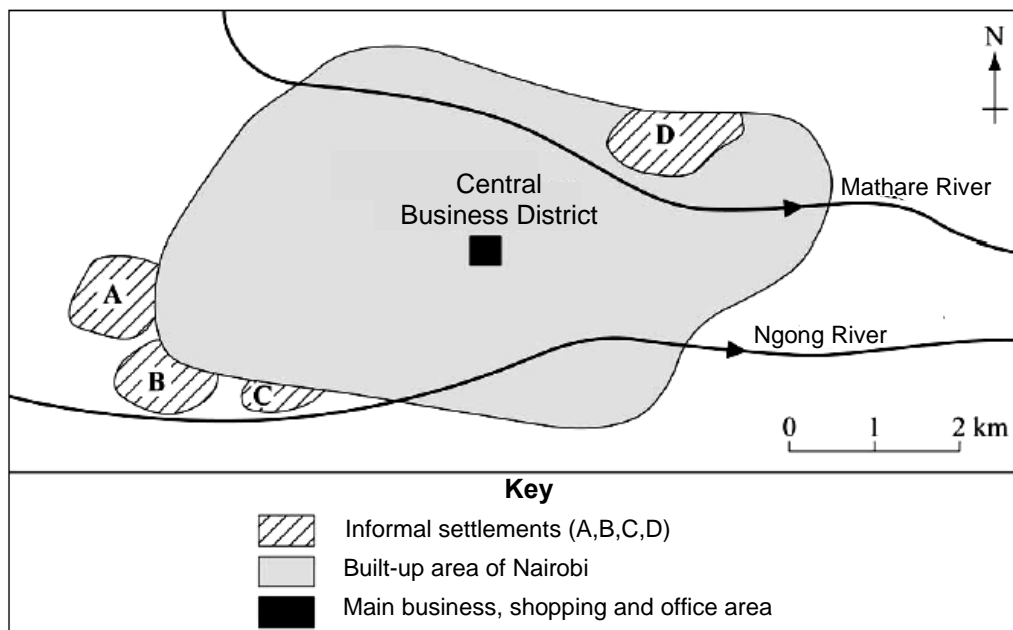 N
D
Mathare River
Central
Business District
A
Ngong River
B
C
0 1 2 km
Key
Informal settlements (A,B,C,D)
Built-up area of Nairobi
Main business, shopping and office area